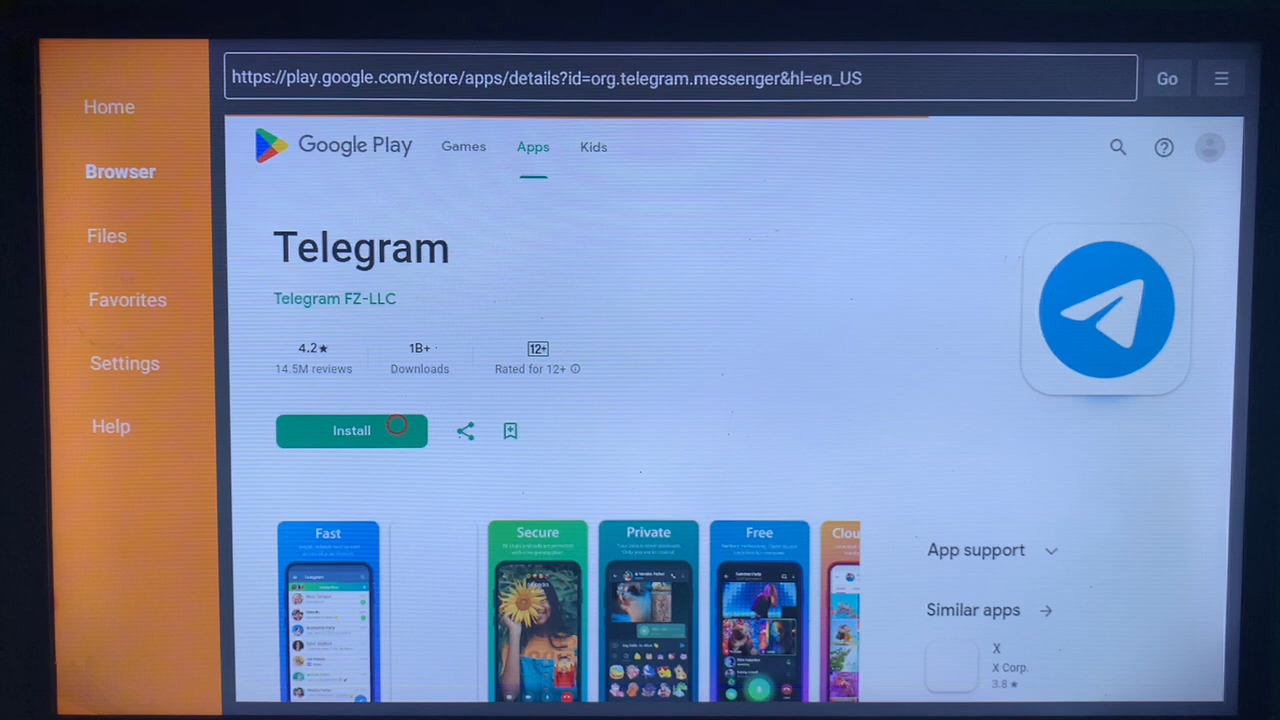 https://play.google.com/store/apps/details?id=org.telegram.messenger&hl=en_US
Go
Home
Browser
Files
Favorites
Settings
Help
Google Play
Games
Apps
Kids
Telegram
Telegram FZ-LLC
4.2★
14.5M reviews
1B+
Downloads
12+
Rated for 12+
Install
Fast
Secure
Private
Free
Clou
App support
Similar apps
X
X Corp.
3.8★